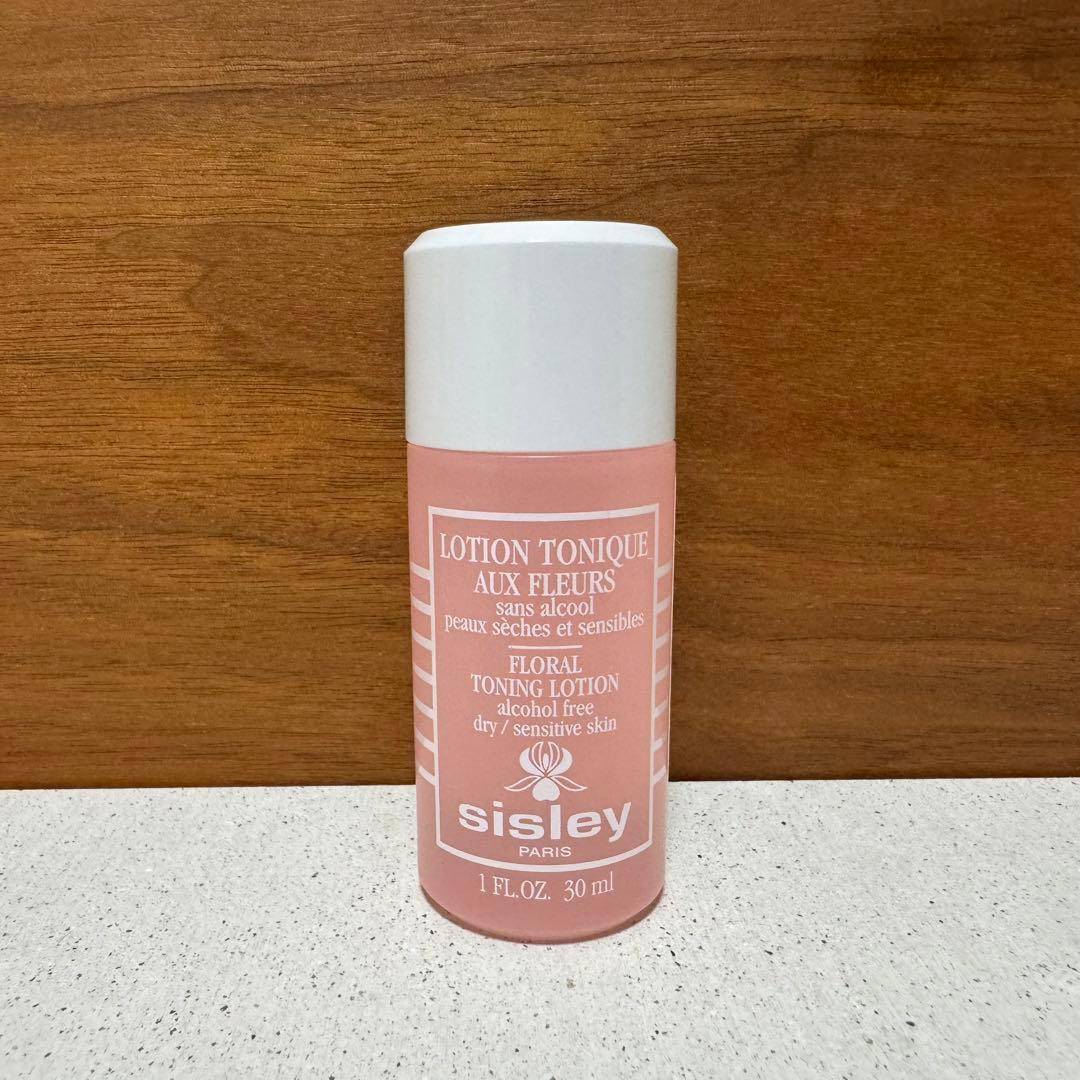 LOTION TONIQUE
AUX FLEURS
sans alcool
peaux sèches et sensibles
FLORAL
TONING LOTION
alcohol free
dry / sensitive skin
sisley
PARIS
1 FL.OZ. 30 ml